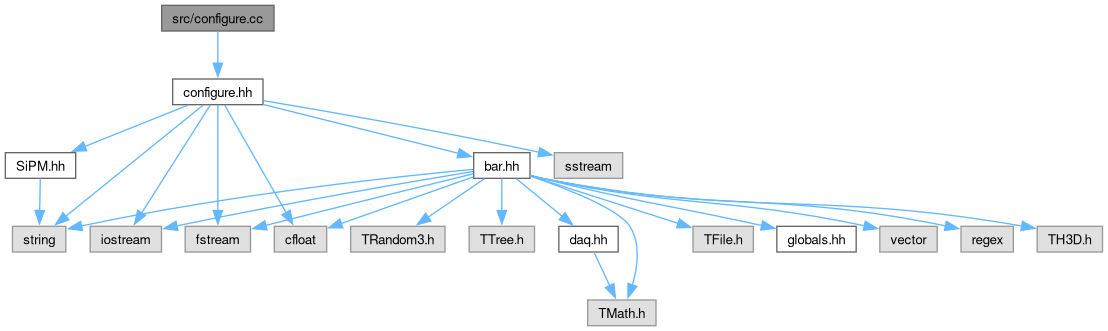 src/configure.cc
configure.hh
SiPM.hh
bar.hh
sstream
string
iostream
fstream
cfloat
TRandom3.h
TTree.h
daq.hh
TFile.h
globals.hh
vector
regex
TH3D.h
TMath.h